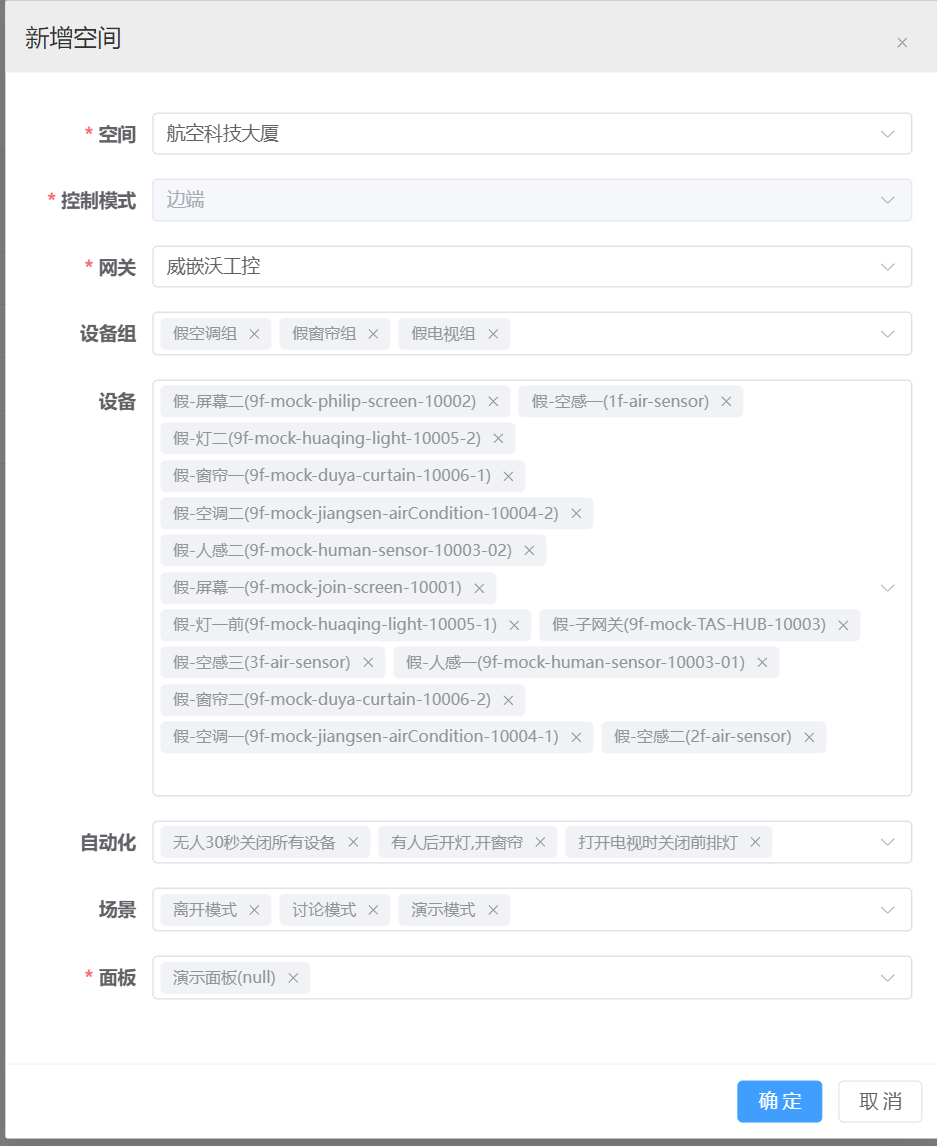 新增空间
* 空间 航空科技大厦
* 控制模式 边端
* 网关 威嵌沃工控
设备组 假空调组 假窗帘组 假电视组
设备 假-屏幕二(9f-mock-philip-screen-10002) 假-空感一(1f-air-sensor)
假-灯二(9f-mock-huaqing-light-10005-2)
假-窗帘一(9f-mock-duya-curtain-10006-1)
假-空调二(9f-mock-jiangsen-airCondition-10004-2)
假-人感二(9f-mock-human-sensor-10003-02)
假-屏幕一(9f-mock-join-screen-10001)
假-灯一前(9f-mock-huaqing-light-10005-1) 假-子网关(9f-mock-TAS-HUB-10003)
假-空感三(3f-air-sensor) 假-人感一(9f-mock-human-sensor-10003-01)
假-窗帘二(9f-mock-duya-curtain-10006-2)
假-空调一(9f-mock-jiangsen-airCondition-10004-1) 假-空感二(2f-air-sensor)
自动化 无人30秒关闭所有设备 有人后开灯,开窗帘 打开电视时关闭前排灯
场景 离开模式 讨论模式 演示模式
* 面板 演示面板(null)
确定 取消